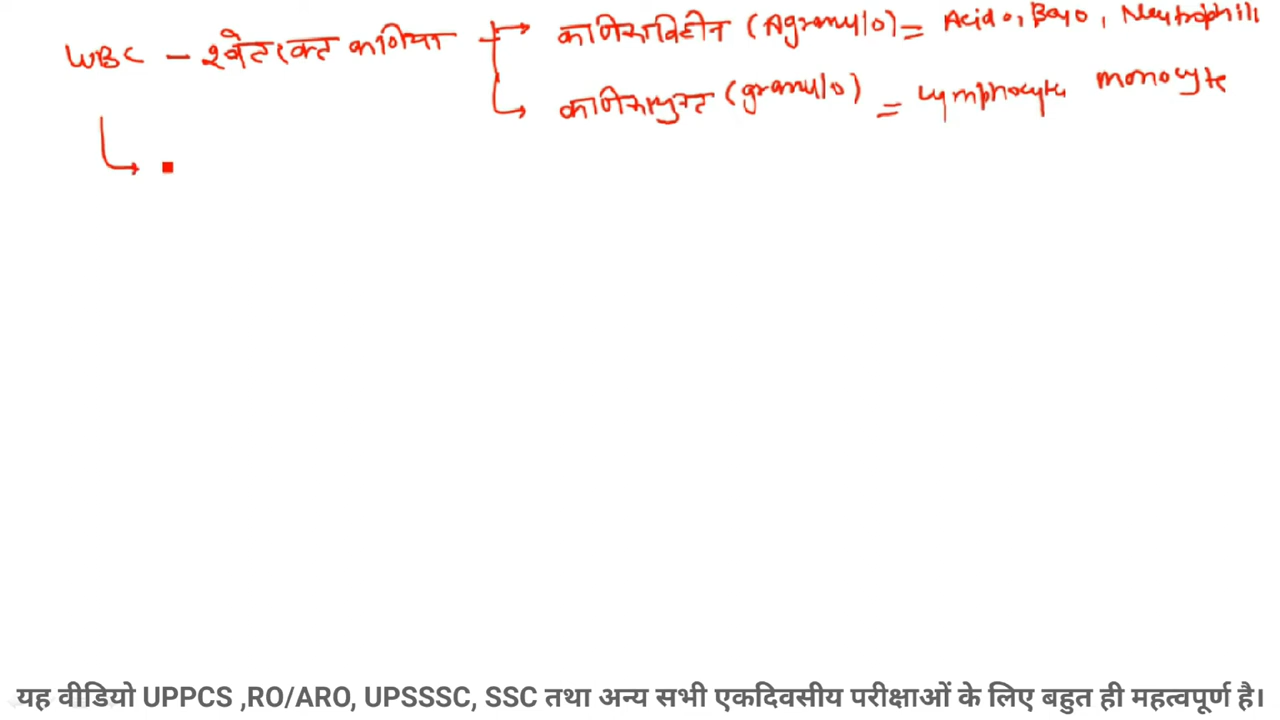 WBC - श्वेत रक्त कणिका → कणिकाविहीन (Agranulo) = Acido, Baso, Neutrophill
→ कणिकायुक्त (granulo) = Lymphocyte monocyte
यह वीडियो UPPCS ,RO/ARO, UPSSSC, SSC तथा अन्य सभी एकदिवसीय परीक्षाओं के लिए बहुत ही महत्वपूर्ण है।